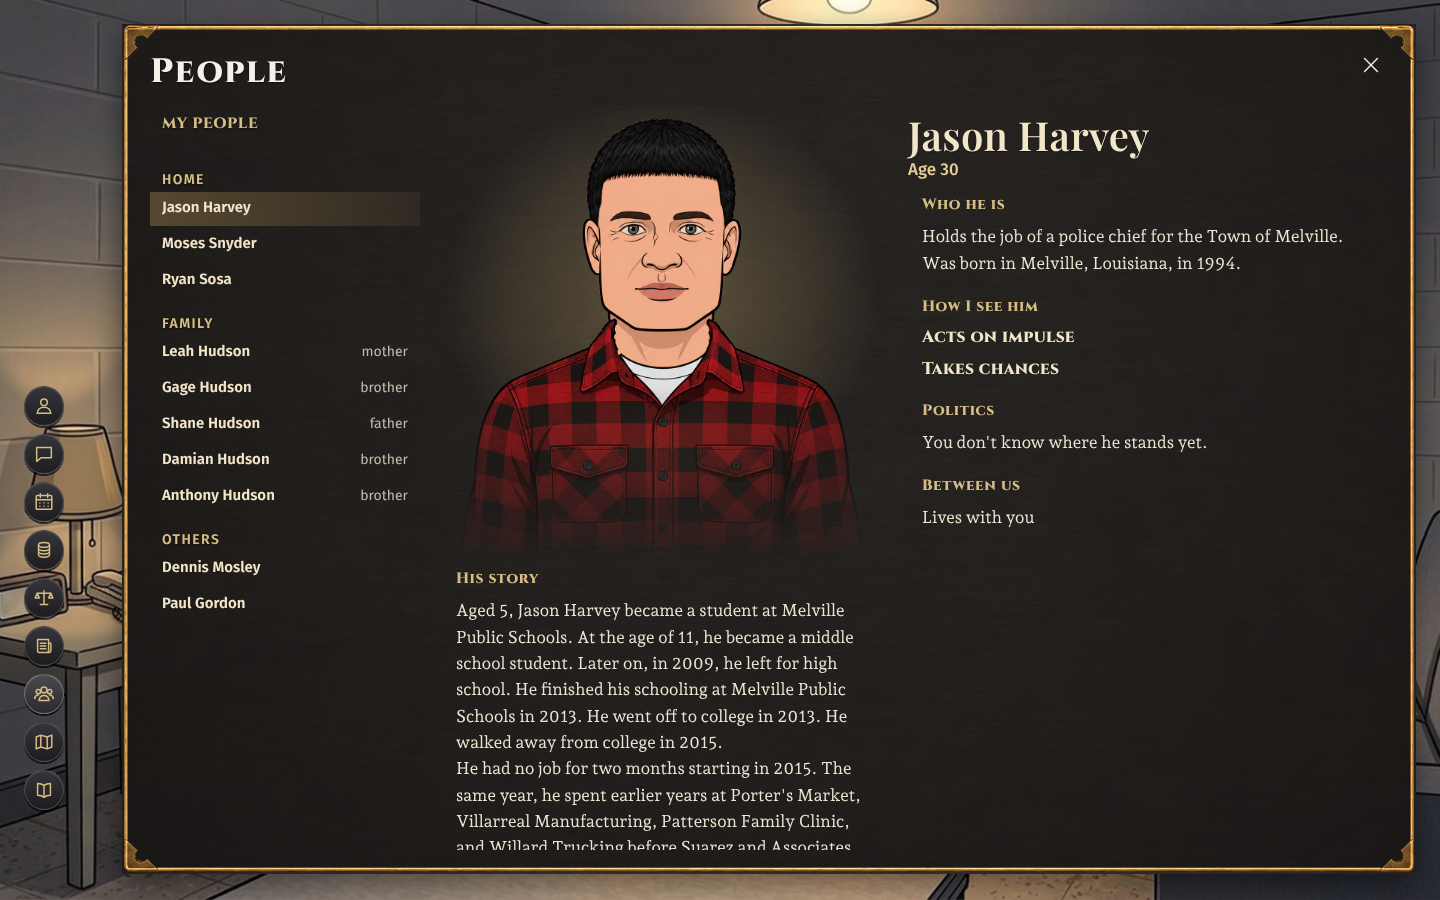 People
My People
HOME
Jason Harvey
Moses Snyder
Ryan Sosa
FAMILY
Leah Hudson mother
Gage Hudson brother
Shane Hudson father
Damian Hudson brother
Anthony Hudson brother
OTHERS
Dennis Mosley
Paul Gordon
His story
Aged 5, Jason Harvey became a student at Melville
Public Schools. At the age of 11, he became a middle
school student. Later on, in 2009, he left for high
school. He finished his schooling at Melville Public
Schools in 2013. He went off to college in 2013. He
walked away from college in 2015.
He had no job for two months starting in 2015. The
same year, he spent earlier years at Porter's Market,
Villarreal Manufacturing, Patterson Family Clinic,
and Willard Trucking before Suarez and Associates
Jason Harvey
Age 30
Who he is
Holds the job of a police chief for the Town of Melville.
Was born in Melville, Louisiana, in 1994.
How I see him
Acts on impulse
Takes chances
Politics
You don't know where he stands yet.
Between us
Lives with you